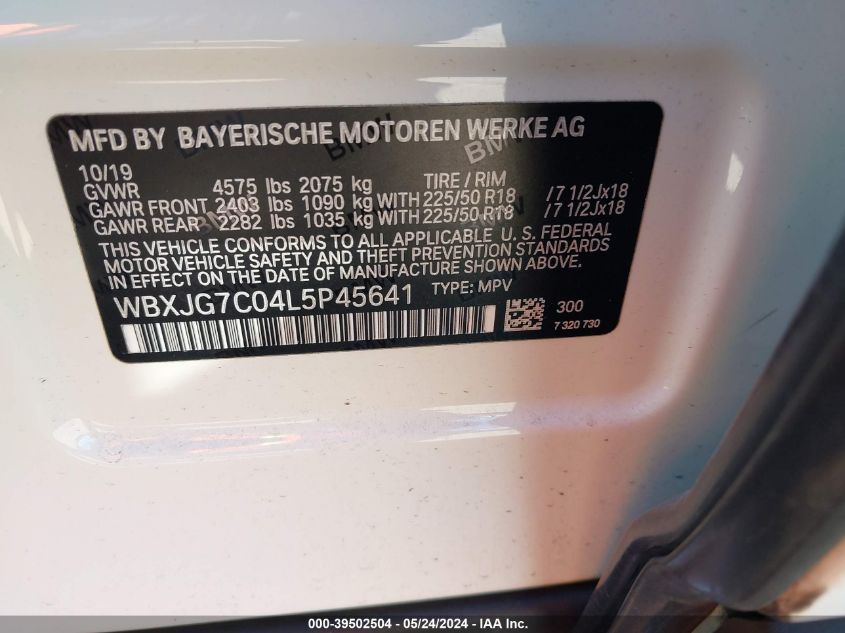 MFD BY BAYERISCHE MOTOREN WERKE AG
10/19
GVWR 4575 lbs 2075 kg TIRE / RIM
GAWR FRONT 2403 lbs 1090 kg WITH 225/50 R18 /7 1/2Jx18
GAWR REAR 2282 lbs 1035 kg WITH 225/50 R18 /7 1/2Jx18
THIS VEHICLE CONFORMS TO ALL APPLICABLE U.S. FEDERAL
MOTOR VEHICLE SAFETY AND THEFT PREVENTION STANDARDS
IN EFFECT ON THE DATE OF MANUFACTURE SHOWN ABOVE.
WBXJG7C04L5P45641 TYPE: MPV
300
7 320 730
000-39502504 - 05/24/2024 - IAA Inc.